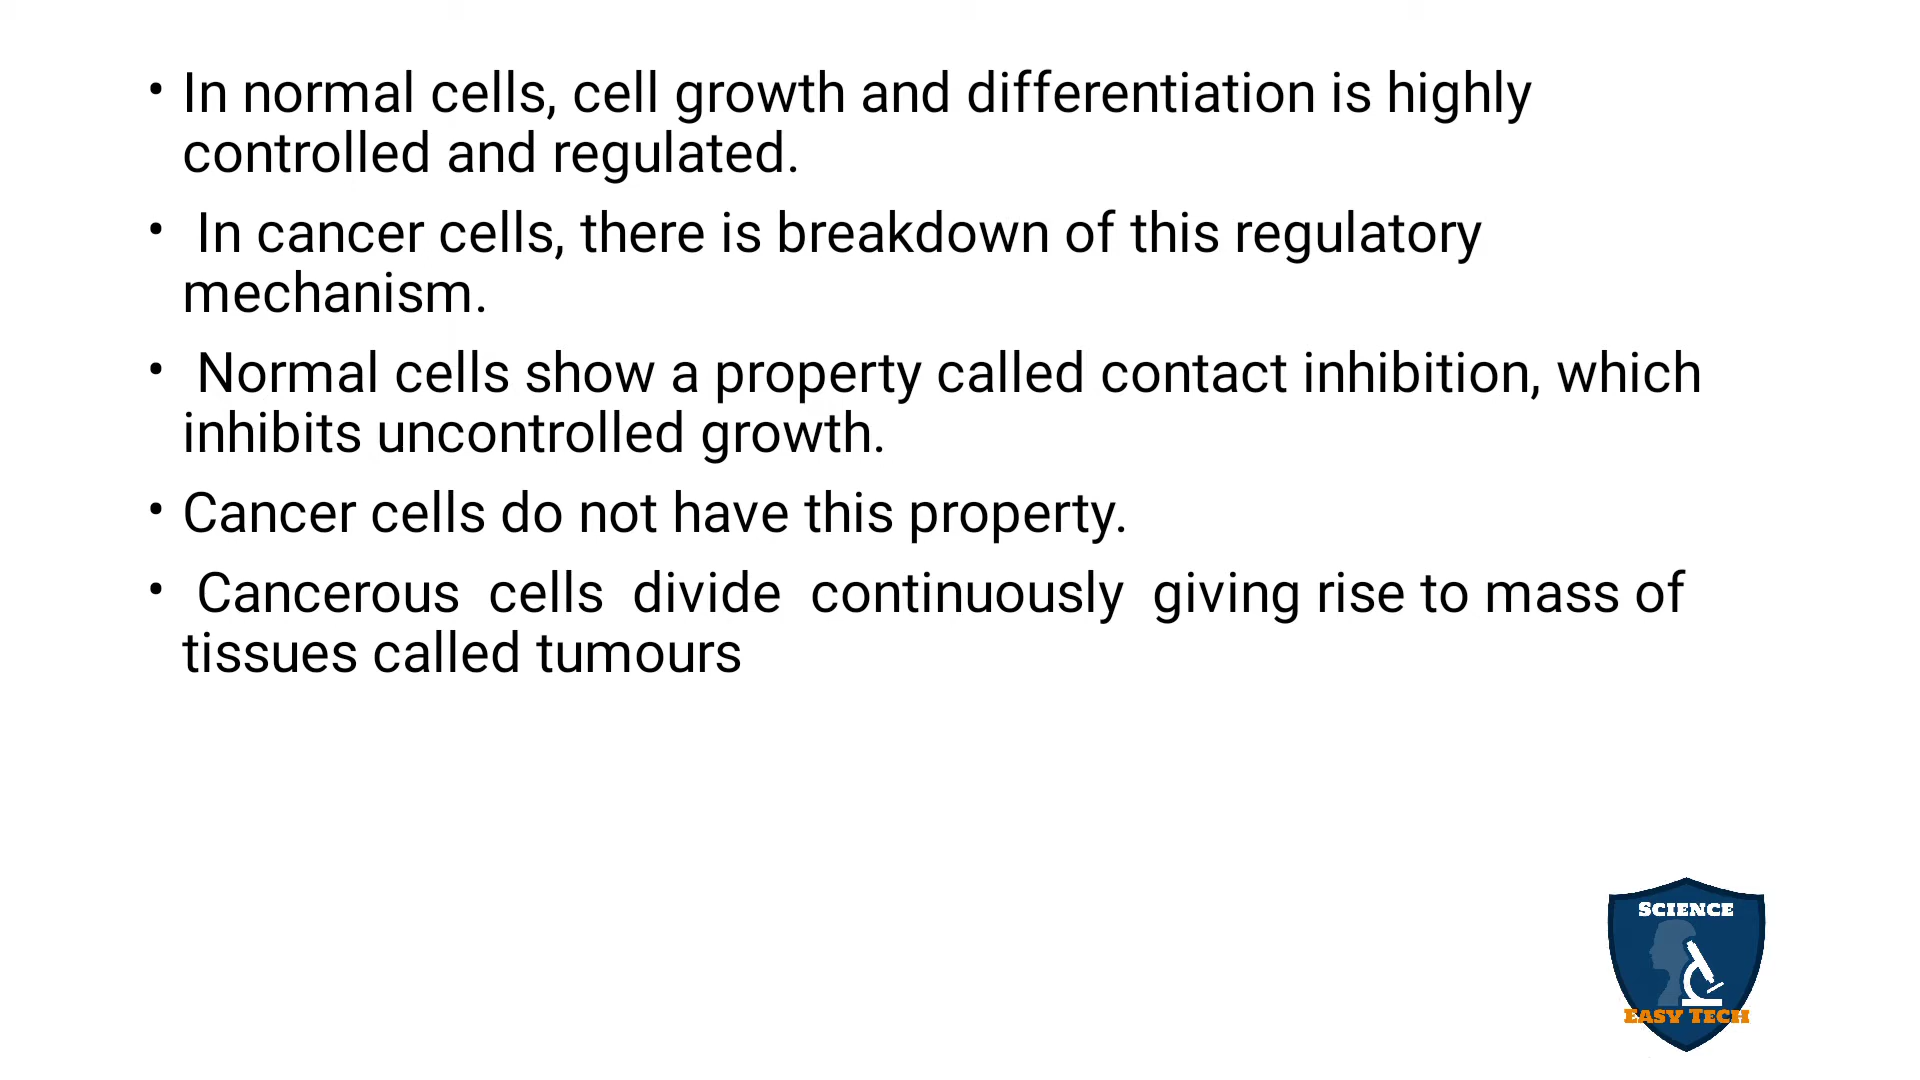 • In normal cells, cell growth and differentiation is highly
controlled and regulated.
• In cancer cells, there is breakdown of this regulatory
mechanism.
• Normal cells show a property called contact inhibition, which
inhibits uncontrolled growth.
• Cancer cells do not have this property.
• Cancerous cells divide continuously giving rise to mass of
tissues called tumours
SCIENCE
EASY TECH